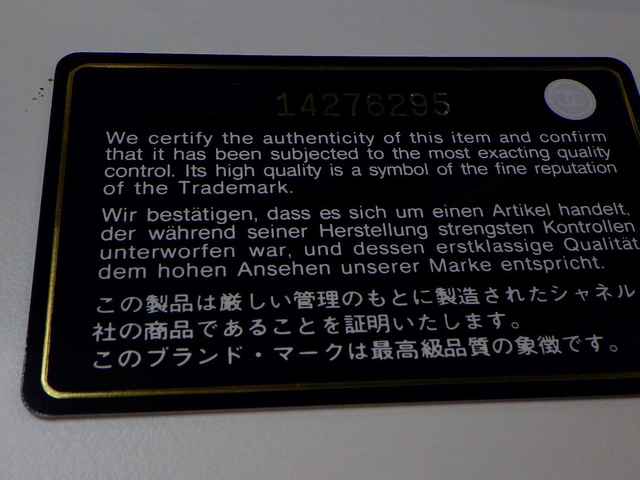 14276295
We certify the authenticity of this item and confirm
that it has been subjected to the most exacting quality
control. Its high quality is a symbol of the fine reputation
of the Trademark.
Wir bestätigen, dass es sich um einen Artikel handelt,
der während seiner Herstellung strengsten Kontrollen
unterworfen war, und dessen erstklassige Qualität
dem hohen Ansehen unserer Marke entspricht.
この製品は厳しい管理のもとに製造されたシャネル
社の商品であることを証明いたします。
このブランド・マークは最高級品質の象徴です。